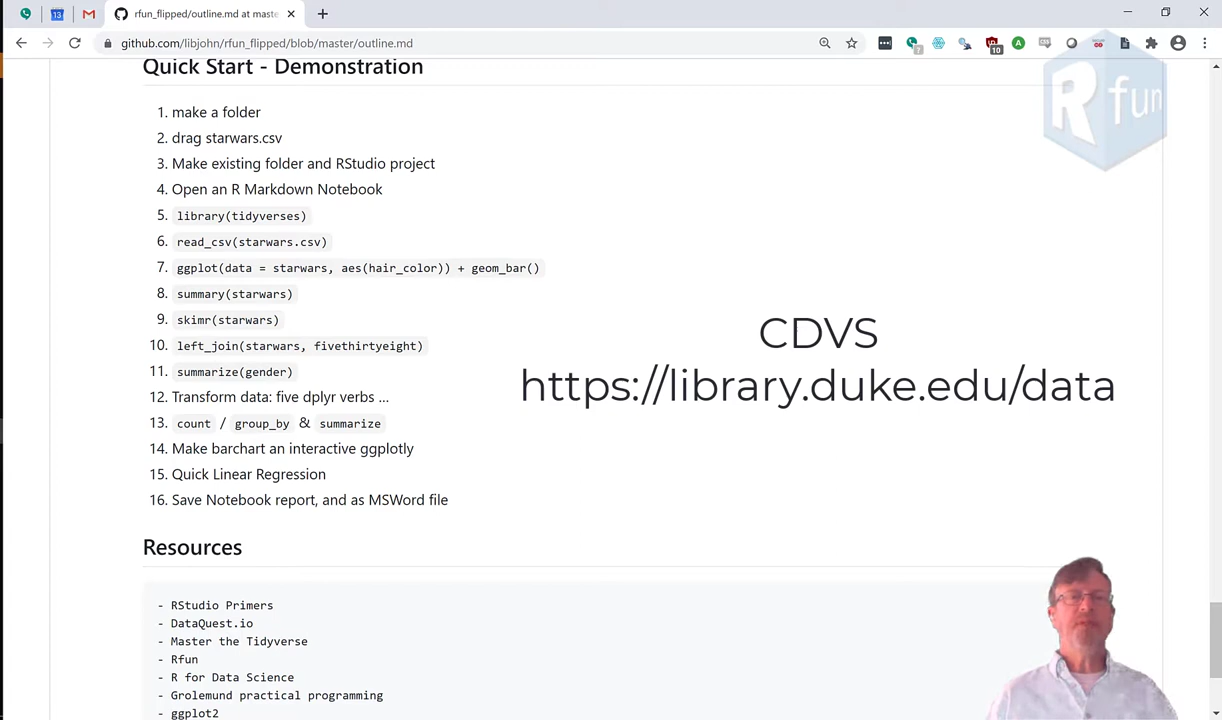 13
rfun_flipped/outline.md at maste
github.com/libjohn/rfun_flipped/blob/master/outline.md
7
10
A
R fun
Quick Start - Demonstration
1. make a folder
2. drag starwars.csv
3. Make existing folder and RStudio project
4. Open an R Markdown Notebook
5. library(tidyverses)
6. read_csv(starwars.csv)
7. ggplot(data = starwars, aes(hair_color)) + geom_bar()
8. summary(starwars)
9. skimr(starwars)
10. left_join(starwars, fivethirtyeight)
11. summarize(gender)
12. Transform data: five dplyr verbs ...
13. count / group_by & summarize
14. Make barchart an interactive ggplotly
15. Quick Linear Regression
16. Save Notebook report, and as MSWord file
CDVS
https://library.duke.edu/data
Resources
- RStudio Primers
- DataQuest.io
- Master the Tidyverse
- Rfun
- R for Data Science
- Grolemund practical programming
- ggplot2